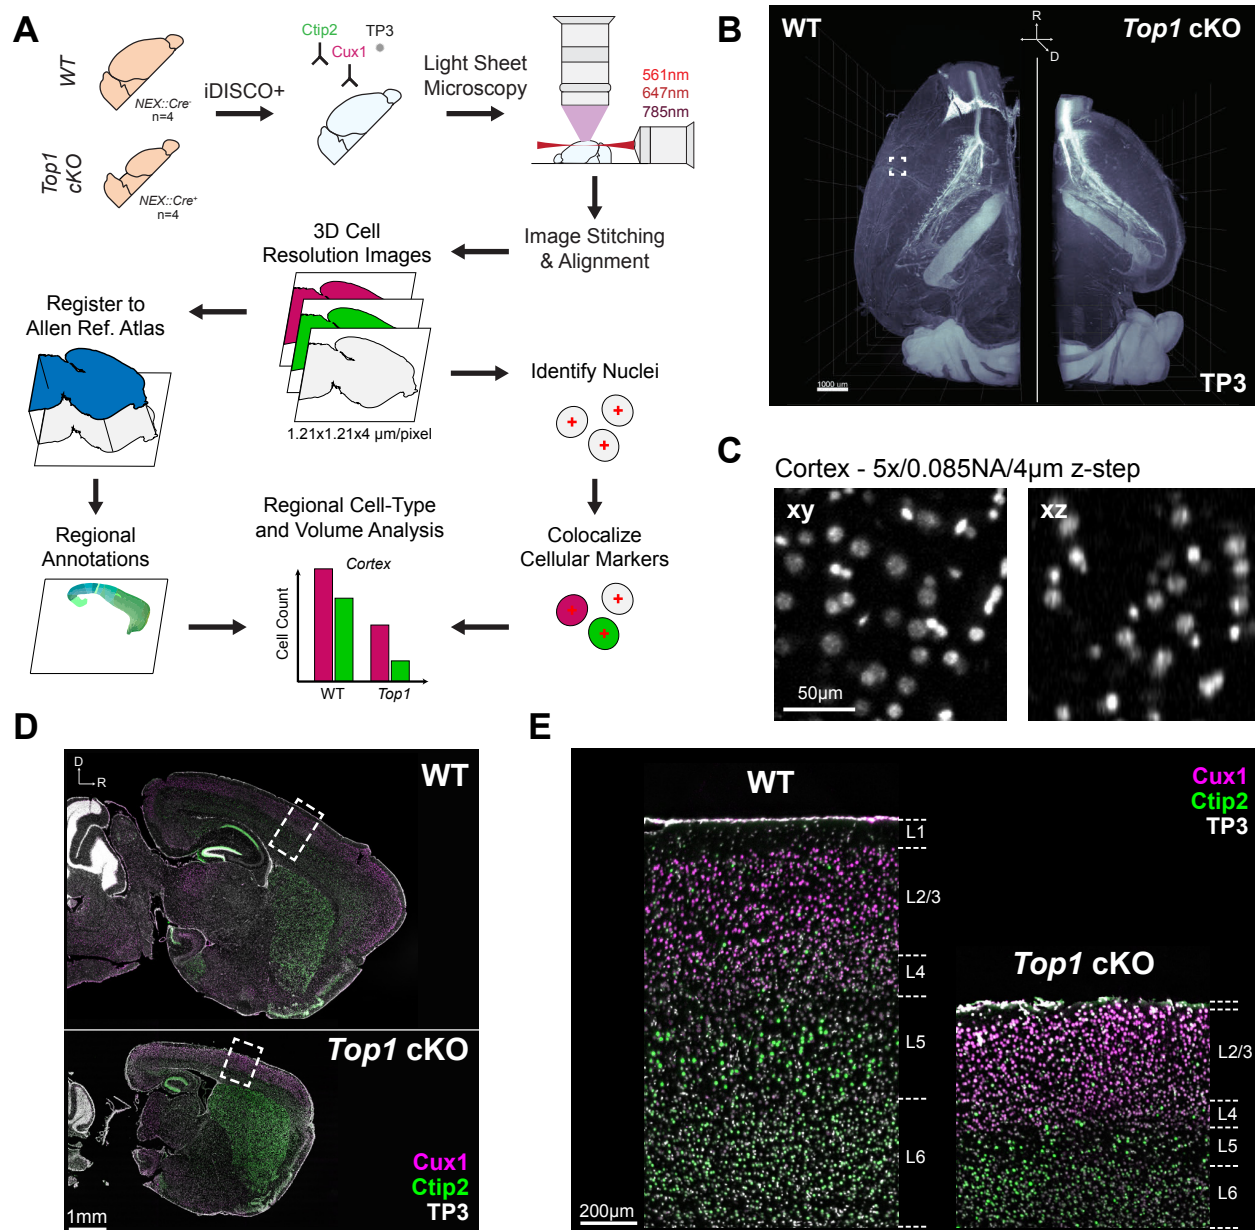 A
WT
NEX::Cre-
n=4
Top1
cKO
NEX::Cre+
n=4
iDISCO+
Ctip2
TP3
Cux1
Light Sheet
Microscopy
561nm
647nm
785nm
Image Stitching
& Alignment
3D Cell
Resolution Images
1.21x1.21x4 µm/pixel
Register to
Allen Ref. Atlas
Identify Nuclei
Regional
Annotations
Regional Cell-Type
and Volume Analysis
Cortex
Cell Count
WT
Top1
Colocalize
Cellular Markers
B
WT
Top1 cKO
R
D
1000 um
TP3
C
Cortex - 5x/0.085NA/4µm z-step
xy
xz
50µm
D
D
R
WT
Top1 cKO
Cux1
Ctip2
TP3
1mm
E
WT
Cux1
Ctip2
TP3
L1
L2/3
L4
L5
L6
Top1 cKO
L2/3
L4
L5
L6
200µm